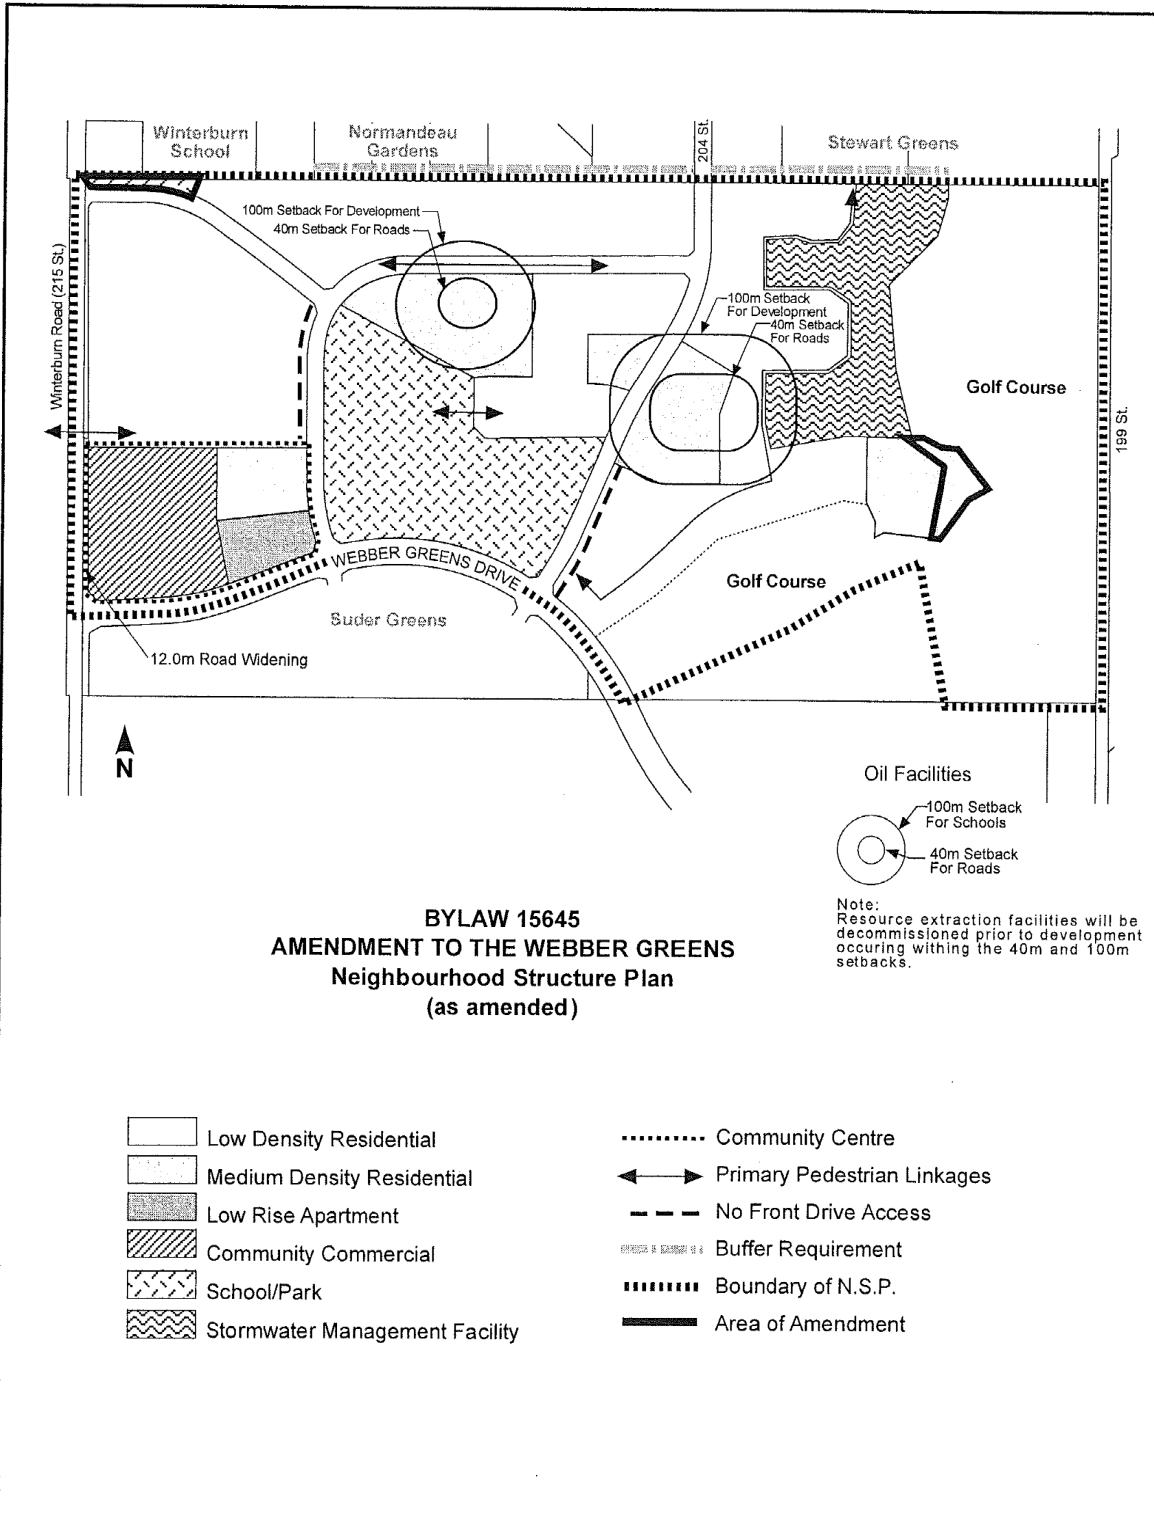 Winterburn
School
Normandeau
Gardens
204 St.
Stewart Greens
100m Setback For Development
40m Setback For Roads
Winterburn Road (215 St.)
100m Setback
For Development
40m Setback
For Roads
Golf Course
199 St.
WEBBER GREENS DRIVE
Golf Course
Suder Greens
12.0m Road Widening
N
Oil Facilities
100m Setback
For Schools
40m Setback
For Roads
Note:
Resource extraction facilities will be
decommissioned prior to development
occuring withing the 40m and 100m
setbacks.
BYLAW 15645
AMENDMENT TO THE WEBBER GREENS
Neighbourhood Structure Plan
(as amended)
Low Density Residential
Medium Density Residential
Low Rise Apartment
Community Commercial
School/Park
Stormwater Management Facility
Community Centre
Primary Pedestrian Linkages
No Front Drive Access
Buffer Requirement
Boundary of N.S.P.
Area of Amendment